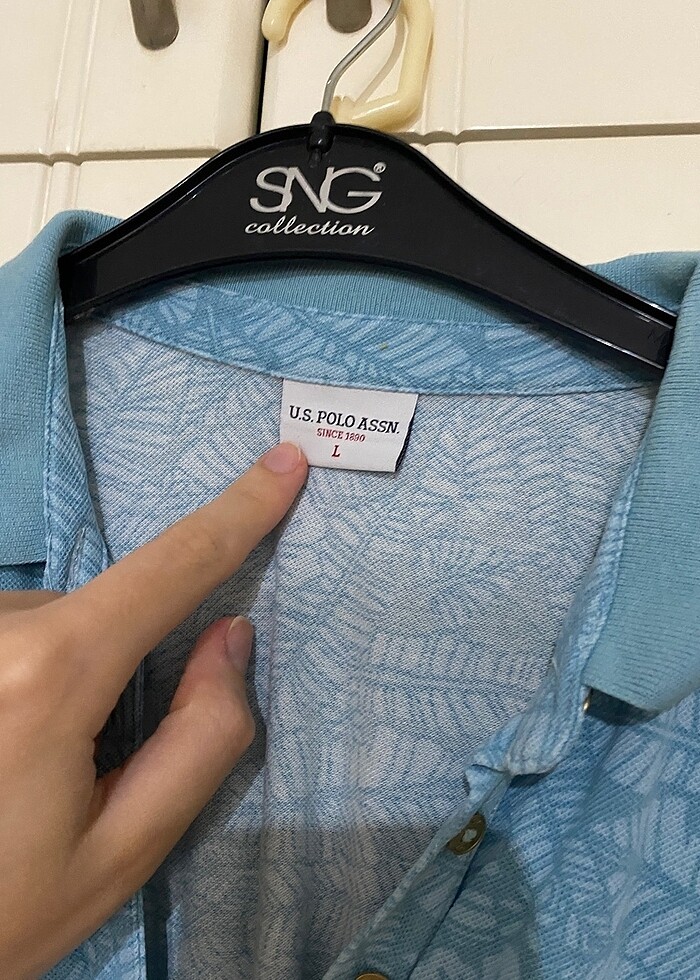 SNG®
collection
U.S. POLO ASSN.
SINCE 1890
L